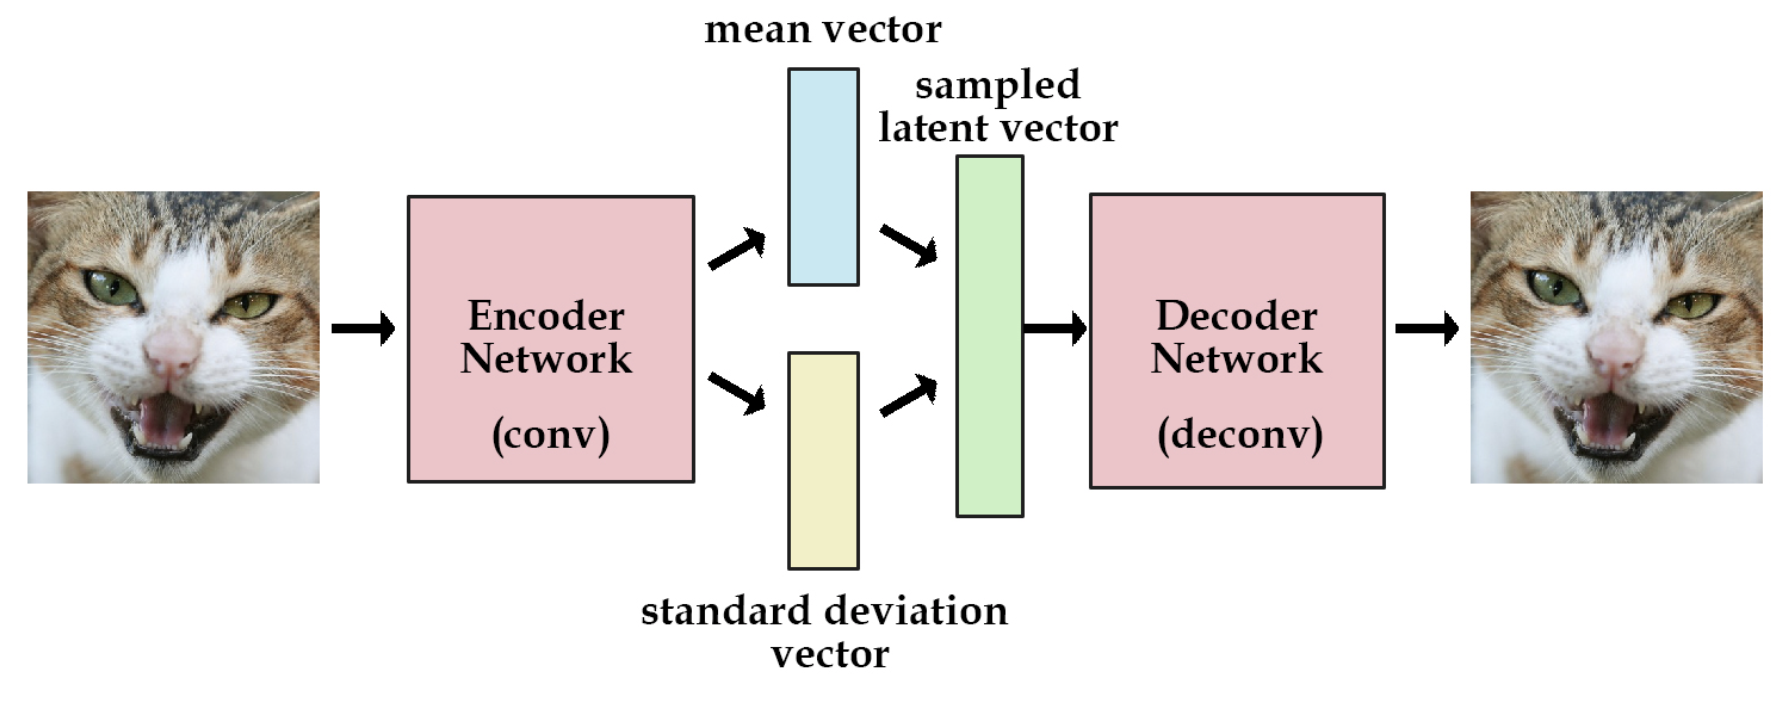 mean vector
sampled
latent vector
Encoder
Network
(conv)
Decoder
Network
(deconv)
standard deviation
vector